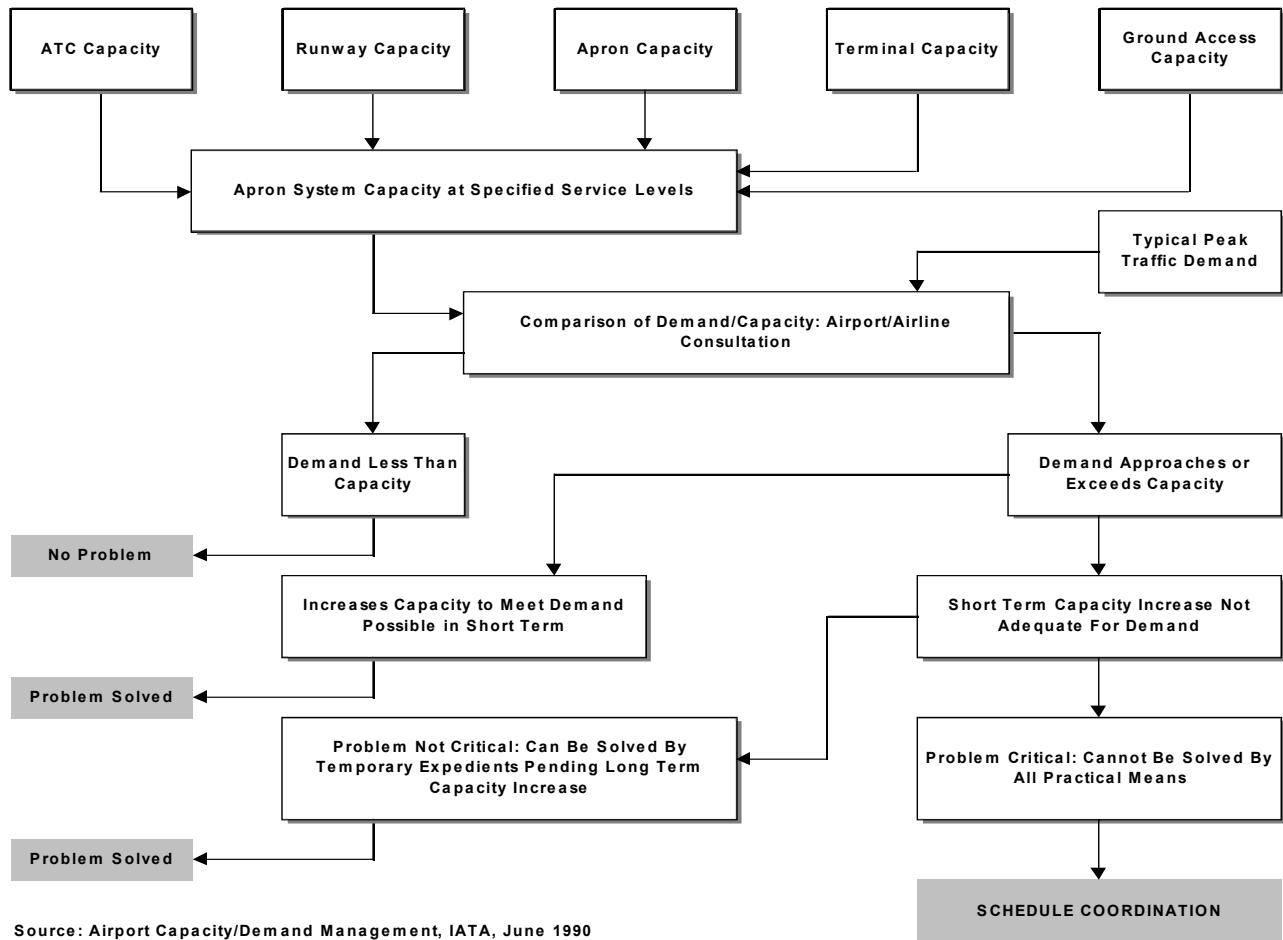 ATC Capacity
Runway Capacity
Apron Capacity
Terminal Capacity
Ground Access
Capacity
Apron System Capacity at Specified Service Levels
Typical Peak
Traffic Demand
Comparison of Demand/Capacity: Airport/Airline
Consultation
Demand Less Than
Capacity
Demand Approaches or
Exceeds Capacity
No Problem
Increases Capacity to Meet Demand
Possible in Short Term
Short Term Capacity Increase Not
Adequate For Demand
Problem Solved
Problem Not Critical: Can Be Solved By
Temporary Expedients Pending Long Term
Capacity Increase
Problem Critical: Cannot Be Solved By
All Practical Means
Problem Solved
SCHEDULE COORDINATION
Source: Airport Capacity/Demand Management, IATA, June 1990